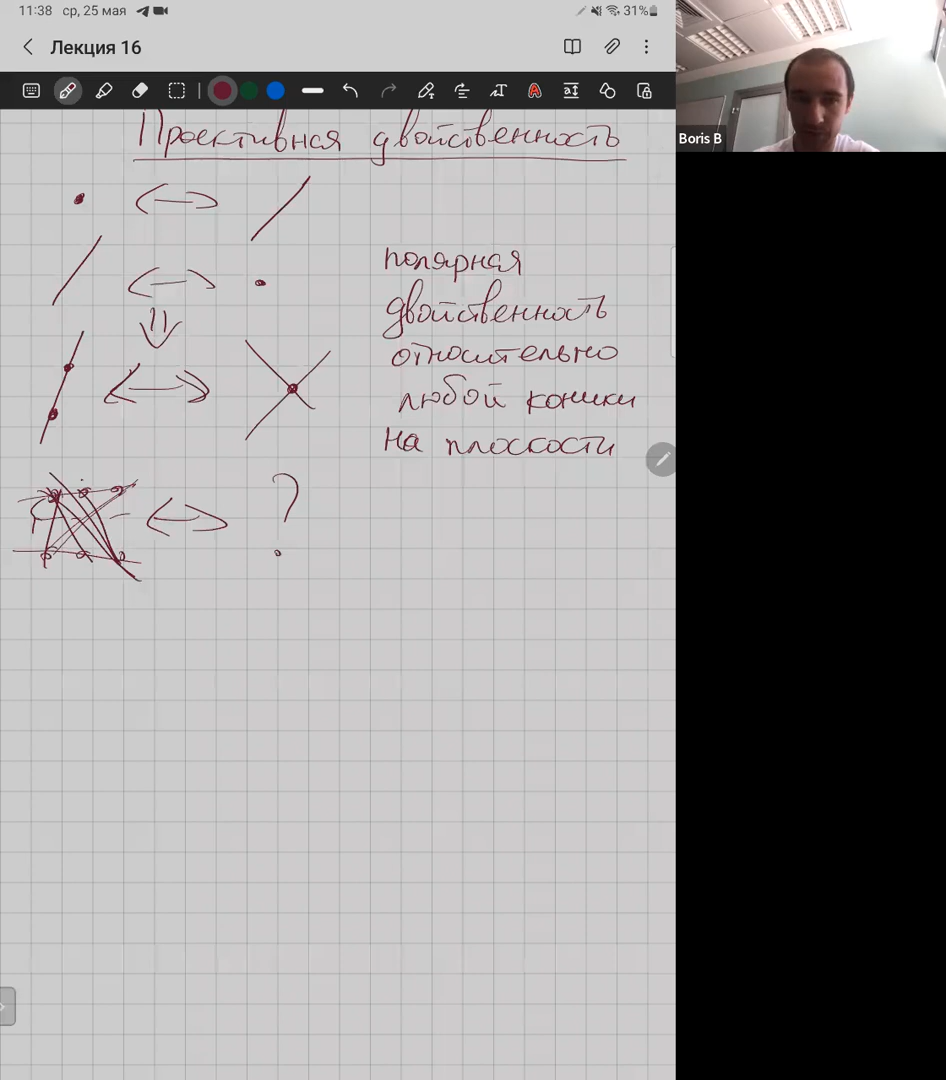 11:38 ср, 25 мая
31%
Лекция 16
Boris B
Проективная двойственность
полярная
двойственность
относительно
любой коники
на плоскости
?